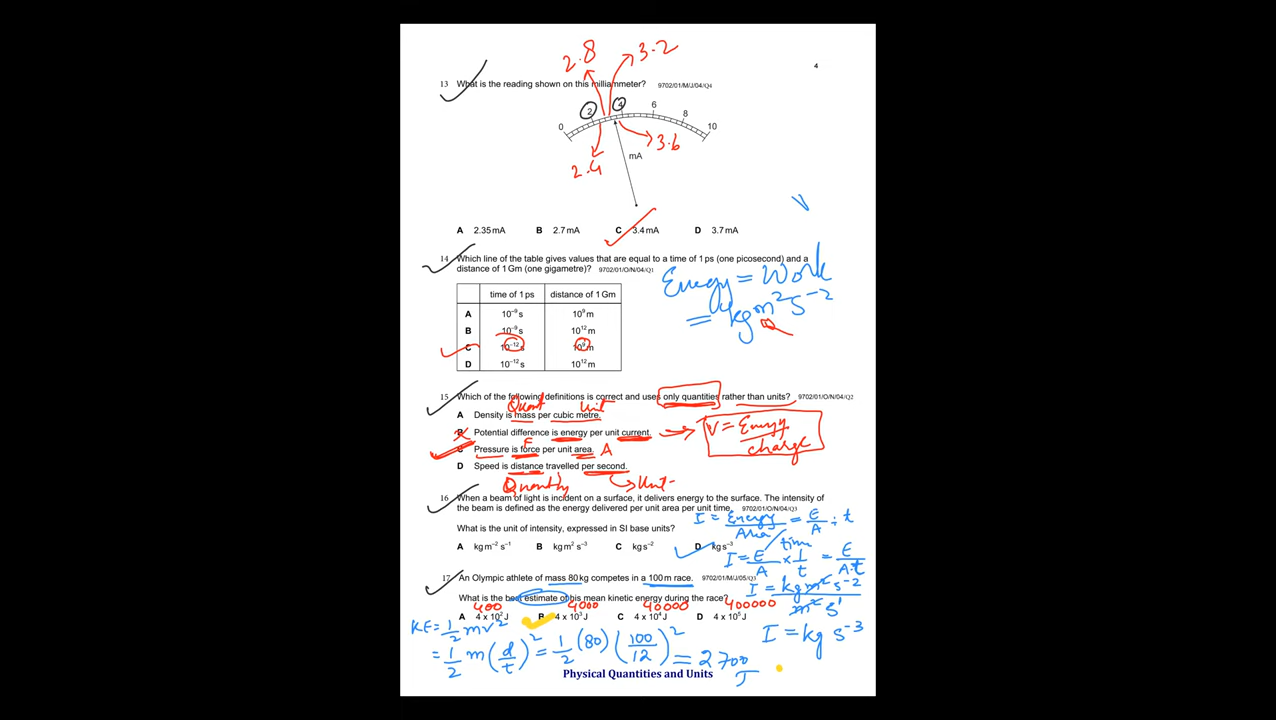 4
2.8
3.2
13 What is the reading shown on this milliammeter? 9702/01/M/J/04/Q4
0 2 4 6 8 10
mA
2.4
3.6
A 2.35 mA B 2.7 mA C 3.4 mA D 3.7 mA
V
14 Which line of the table gives values that are equal to a time of 1 ps (one picosecond) and a
distance of 1 Gm (one gigametre)? 9702/01/O/N/04/Q1
time of 1 ps distance of 1 Gm
A 10⁻⁹ s 10⁹ m
B 10⁻⁹ s 10¹² m
C 10⁻¹² s 10⁹ m
D 10⁻¹² s 10¹² m
Energy = Work
= kg m² s⁻²
15 Which of the following definitions is correct and uses only quantities rather than units? 9702/01/O/N/04/Q2
Quant Unit
A Density is mass per cubic metre.
B Potential difference is energy per unit current.
V = Energy / charge
F
C Pressure is force per unit area. A
D Speed is distance travelled per second.
Quantity Unit
16 When a beam of light is incident on a surface, it delivers energy to the surface. The intensity of
the beam is defined as the energy delivered per unit area per unit time. 9702/01/O/N/04/Q3
I = Energy / Area / time = E/A ÷ t
What is the unit of intensity, expressed in SI base units?
A kg m⁻² s⁻¹ B kg m² s⁻³ C kg s⁻² D kg s⁻³
I = E/A × 1/t = E/A.t
I = kg m² s⁻² / m² s¹
I = kg s⁻³
17 An Olympic athlete of mass 80 kg competes in a 100 m race. 9702/01/M/J/05/Q3
What is the best estimate of his mean kinetic energy during the race?
400 4000 40000 400000
A 4 x 10² J B 4 x 10³ J C 4 x 10⁴ J D 4 x 10⁵ J
KE = 1/2 mv²
= 1/2 m (d/t)² = 1/2 (80) (100/12)² = 2700 J
Physical Quantities and Units